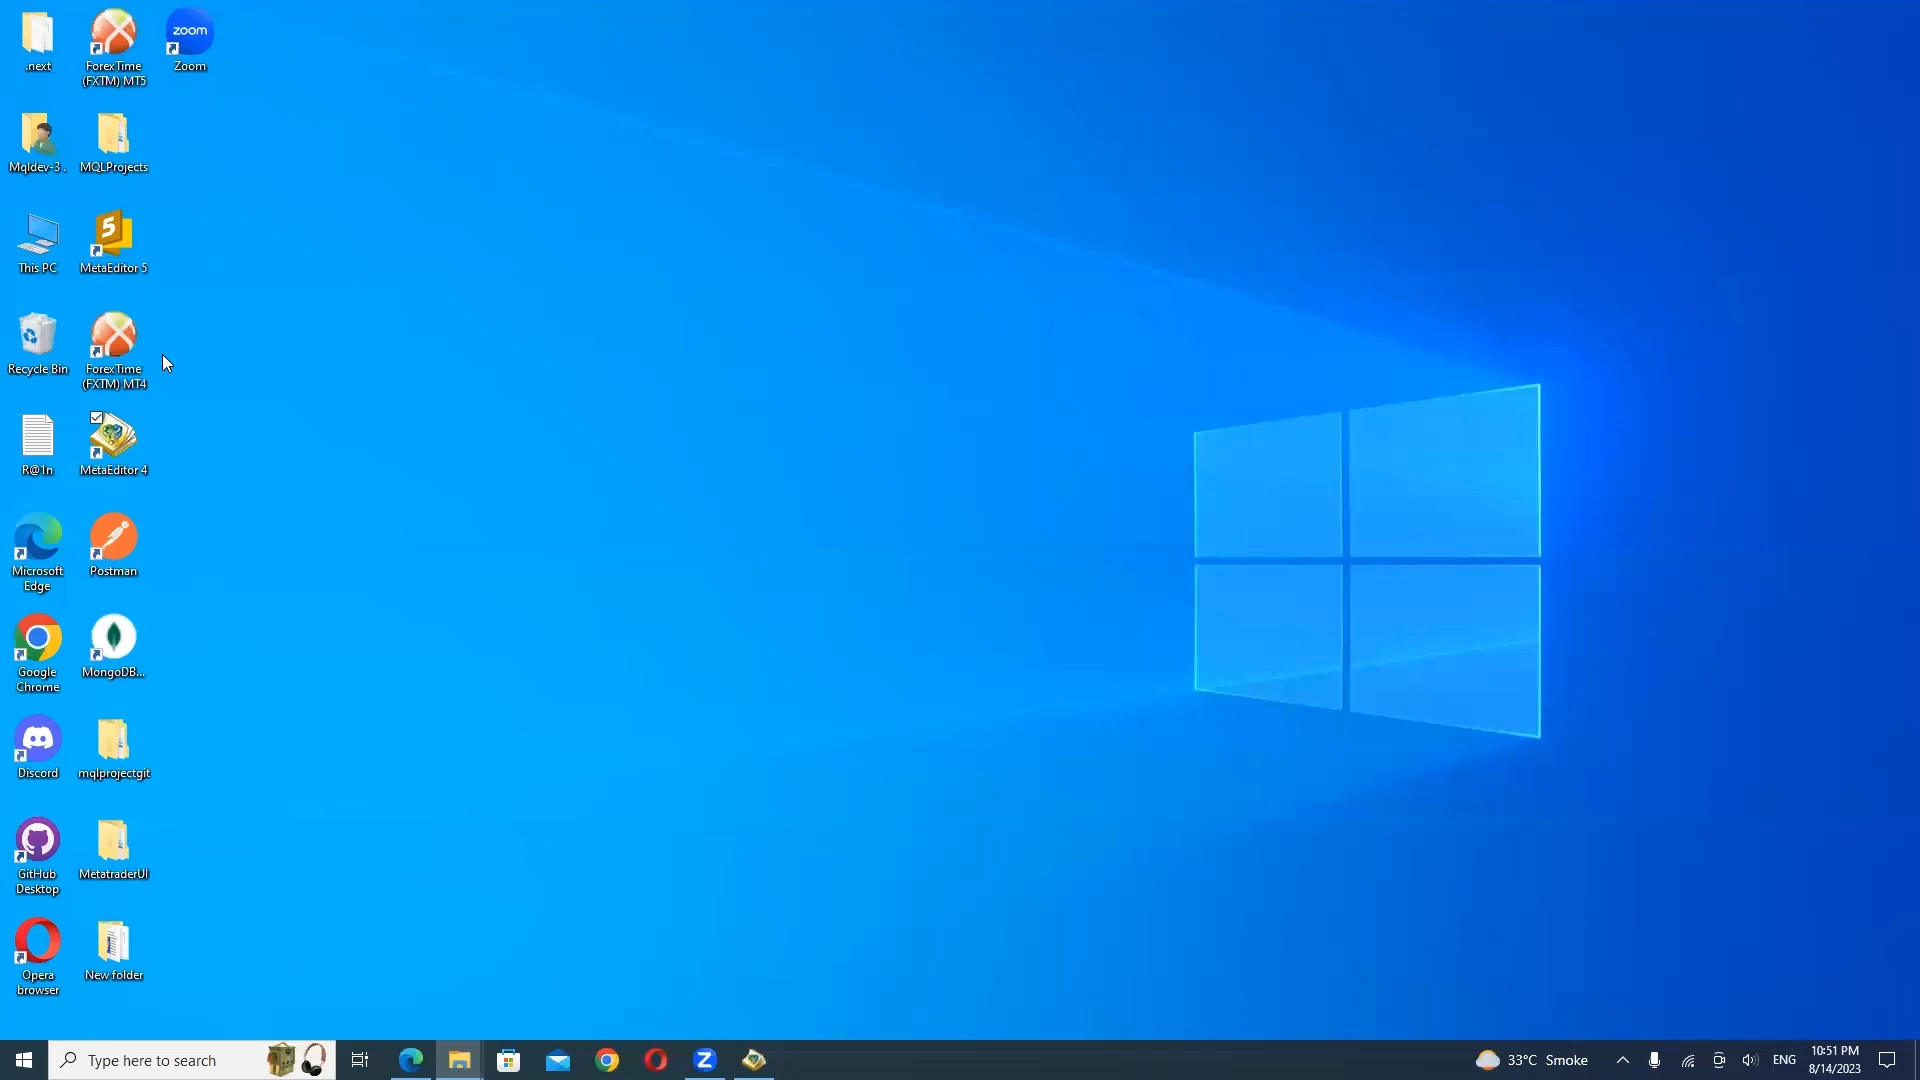 .next
ForexTime
(FXTM) MT5
zoom
Zoom
Mqldev-3 .
MQLProjects
This PC
5
MetaEditor 5
Recycle Bin
ForexTime
(FXTM) MT4
R@1n
MetaEditor 4
Microsoft
Edge
Postman
Google
Chrome
MongoDB...
Discord
mqlprojectgit
GitHub
Desktop
MetatraderUI
Opera
browser
New folder
Type here to search
Z
33°C Smoke
ENG
10:51 PM
8/14/2023